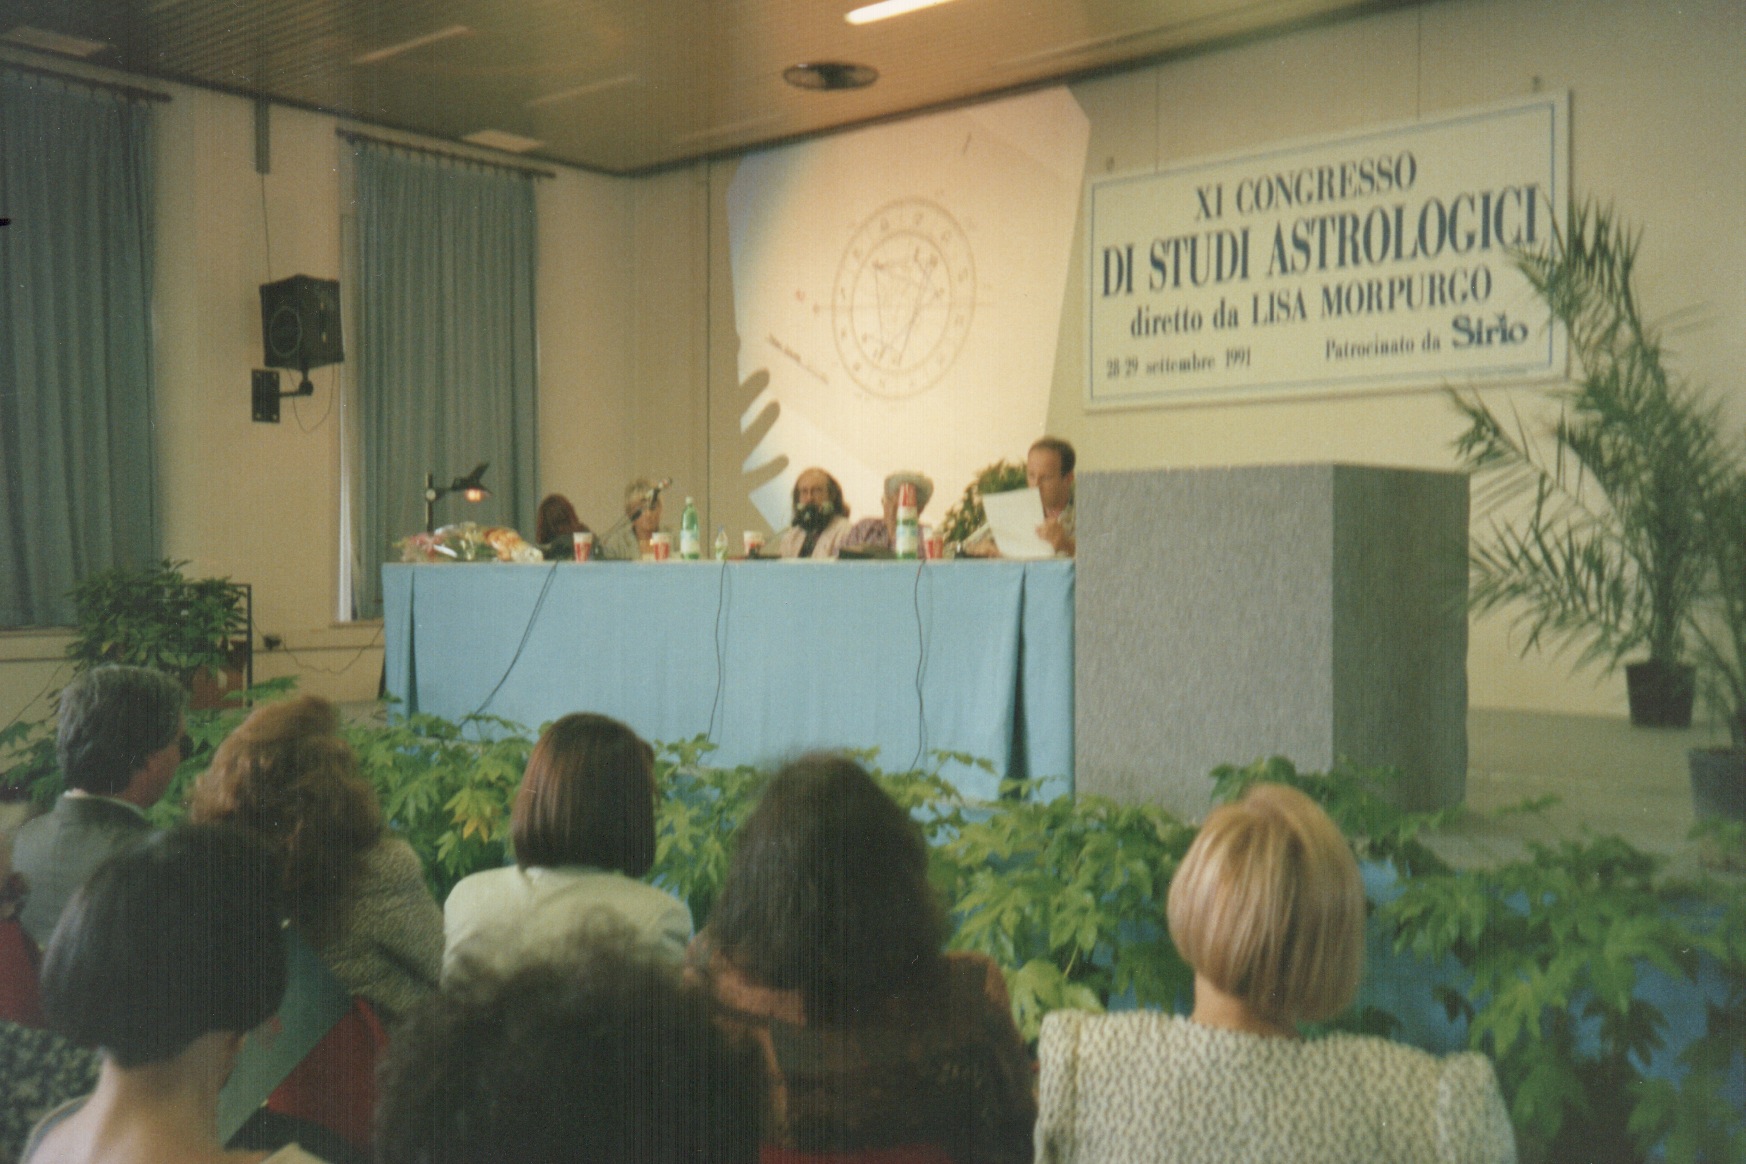 XI CONGRESSO
DI STUDI ASTROLOGICI
diretto da LISA MORPURGO
28-29 settembre 1991 Patrocinato da Sirio